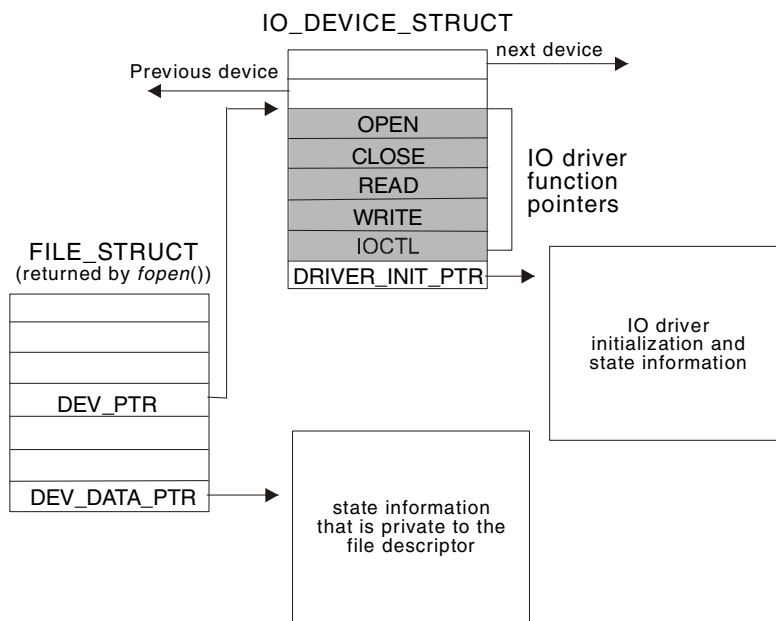 IO_DEVICE_STRUCT
next device
Previous device
OPEN
CLOSE
READ
WRITE
IOCTL
DRIVER_INIT_PTR
IO driver
function
pointers
FILE_STRUCT
(returned by fopen())
DEV_PTR
DEV_DATA_PTR
IO driver
initialization and
state information
state information
that is private to the
file descriptor